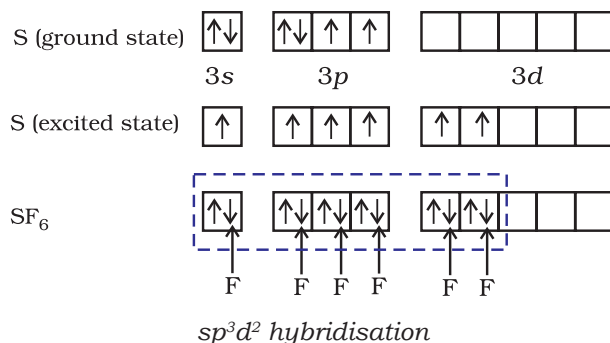 S (ground state)
3s 3p 3d
S (excited state)
SF₆
F F F F F F
sp³d² hybridisation